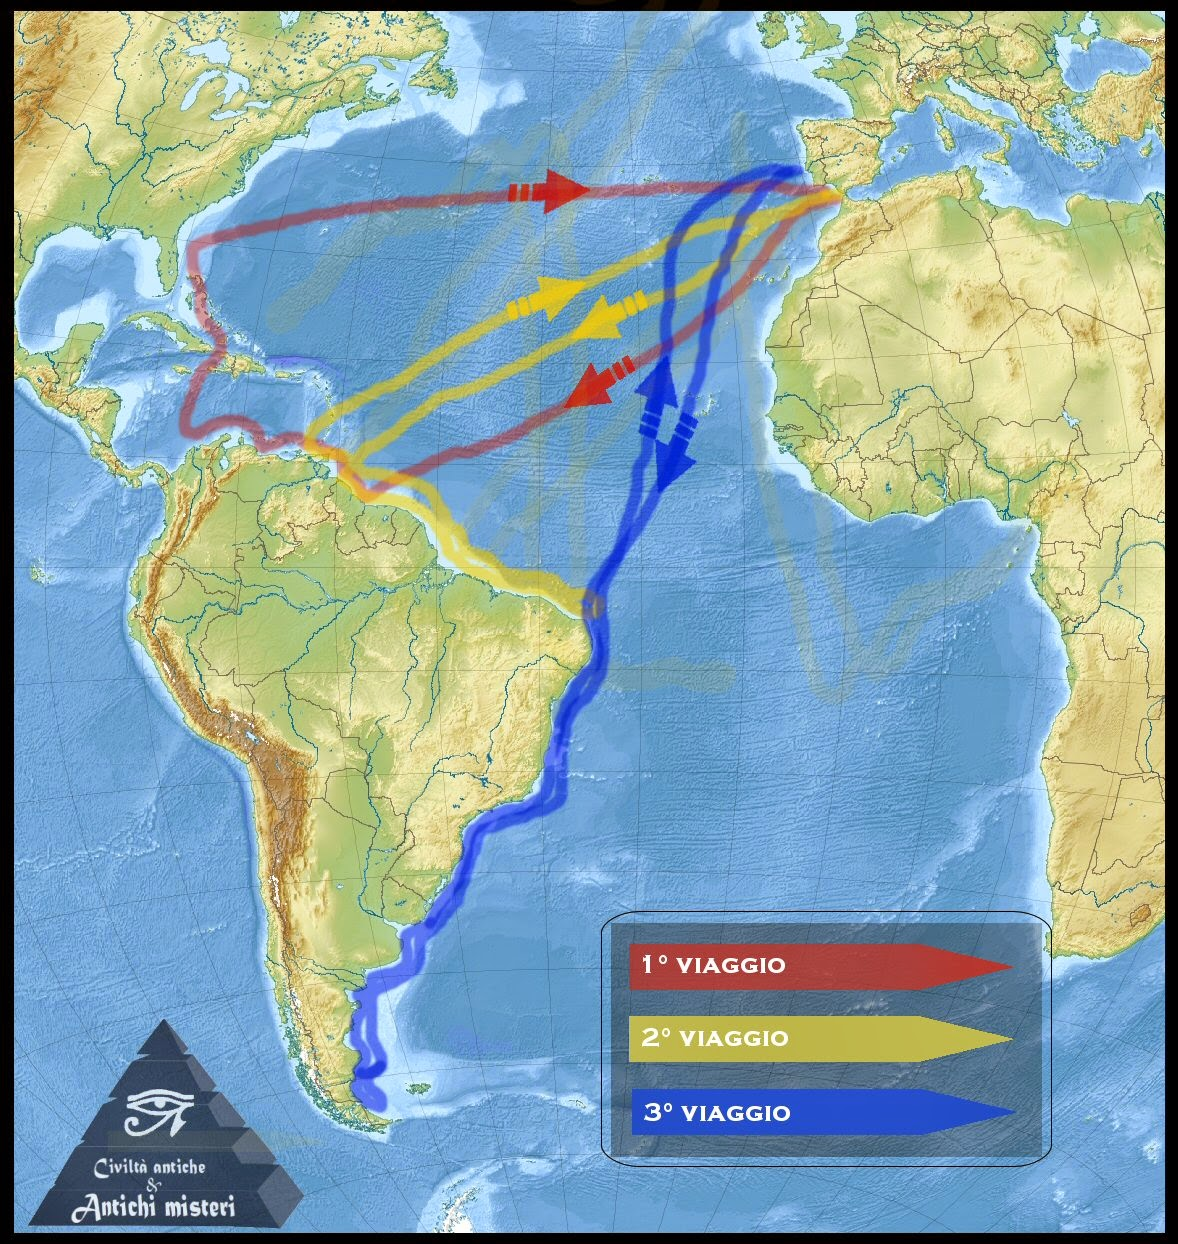 1° VIAGGIO
2° VIAGGIO
3° VIAGGIO
Civiltà antiche
&
Antichi misteri